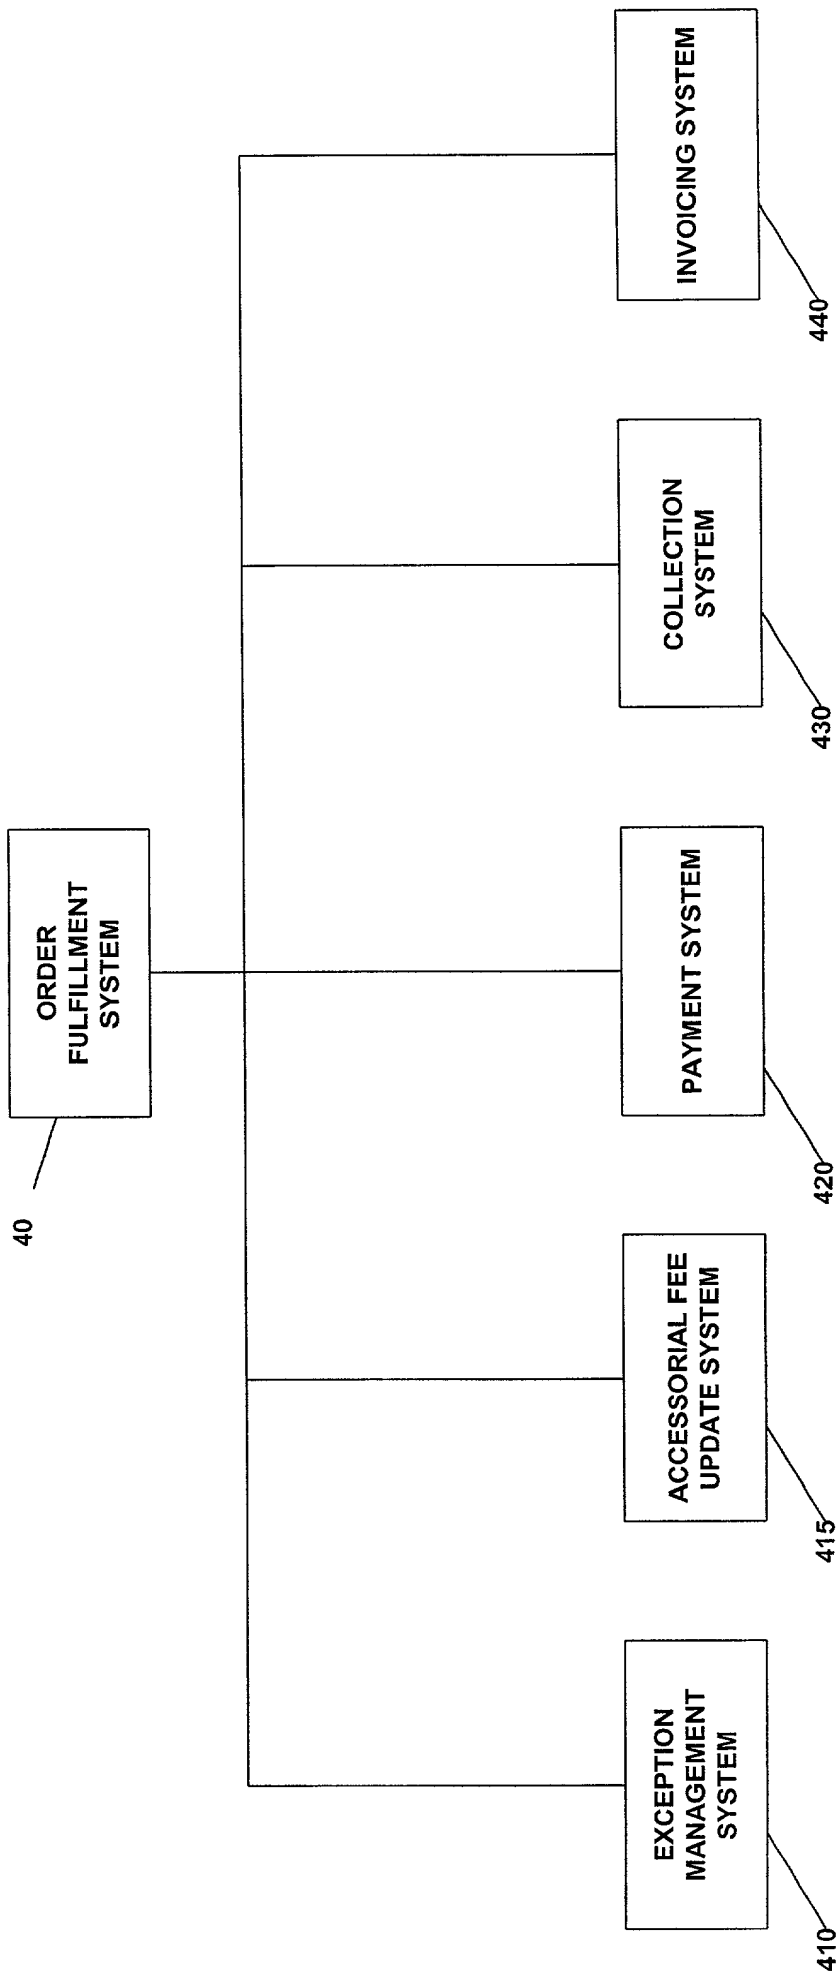 ORDER
FULFILLMENT
SYSTEM
40
EXCEPTION
MANAGEMENT
SYSTEM
410
ACCESSORIAL FEE
UPDATE SYSTEM
415
PAYMENT SYSTEM
420
COLLECTION
SYSTEM
430
INVOICING SYSTEM
440